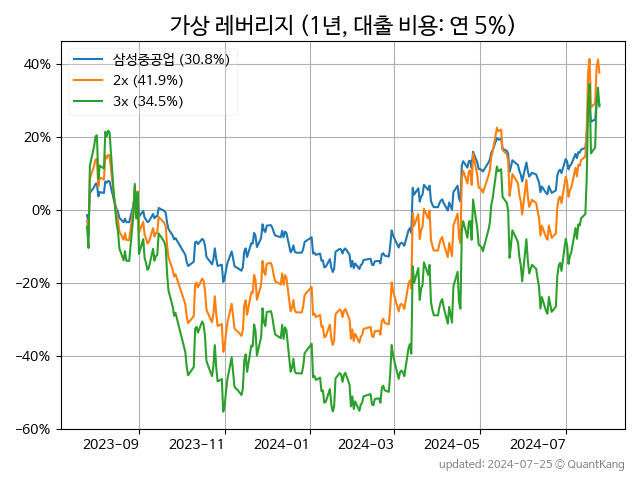 가상 레버리지 (1년, 대출 비용: 연 5%)
삼성중공업 (30.8%)
2x (41.9%)
3x (34.5%)
40%
20%
0%
−20%
−40%
−60%
2023-09
2023-11
2024-01
2024-03
2024-05
2024-07
updated: 2024-07-25 © QuantKang